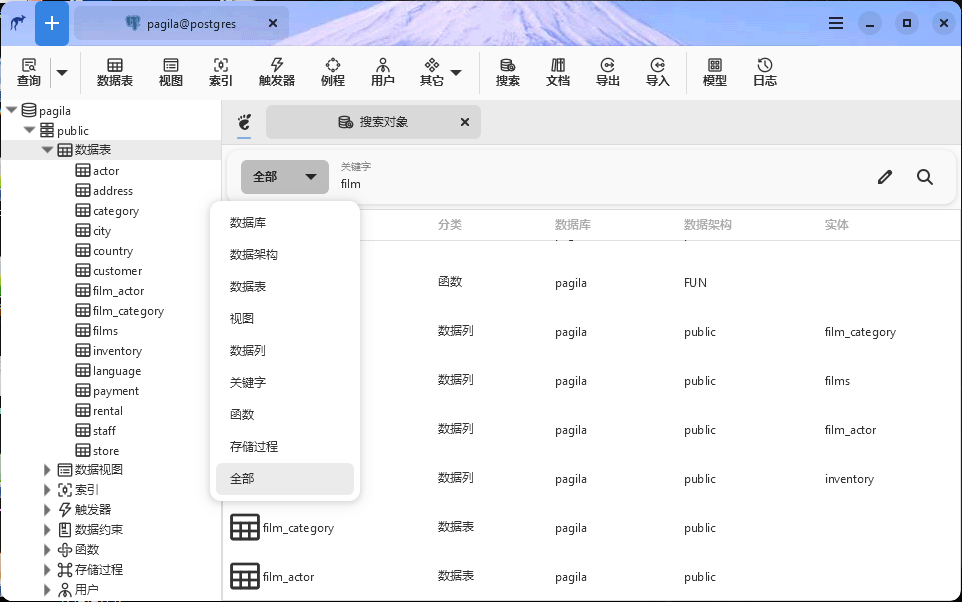 pagila@postgres
查询
数据表
视图
索引
触发器
例程
用户
其它
搜索
文档
导出
导入
模型
日志
pagila
public
数据表
actor
address
category
city
country
customer
film_actor
film_category
films
inventory
language
payment
rental
staff
store
数据视图
索引
触发器
数据约束
函数
存储过程
用户
搜索对象
全部
关键字
film
数据库
数据架构
数据表
视图
数据列
关键字
函数
存储过程
全部
分类 数据库 数据架构 实体
函数 pagila FUN
数据列 pagila public film_category
数据列 pagila public films
数据列 pagila public film_actor
数据列 pagila public inventory
film_category 数据表 pagila public
film_actor 数据表 pagila public